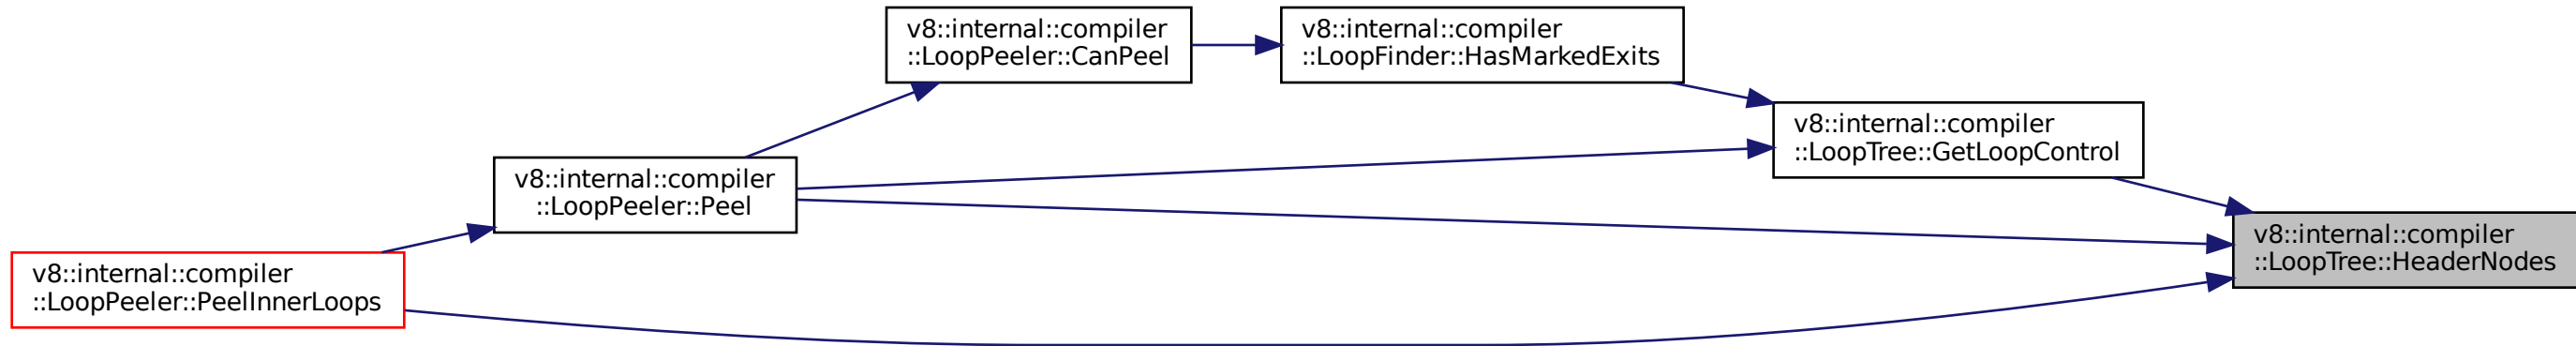 v8::internal::compiler
::LoopPeeler::CanPeel
v8::internal::compiler
::LoopFinder::HasMarkedExits
v8::internal::compiler
::LoopTree::GetLoopControl
v8::internal::compiler
::LoopPeeler::Peel
v8::internal::compiler
::LoopTree::HeaderNodes
v8::internal::compiler
::LoopPeeler::PeelInnerLoops